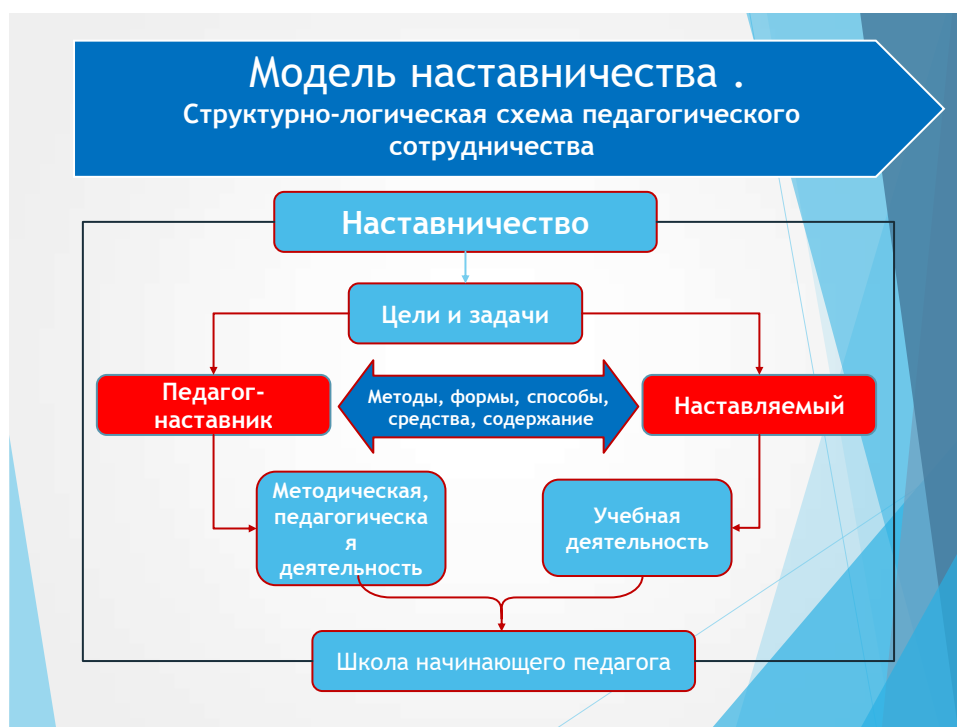 Модель наставничества .
Структурно-логическая схема педагогического
сотрудничества
Наставничество
Цели и задачи
Педагог-
наставник
Методы, формы, способы,
средства, содержание
Наставляемый
Методическая,
педагогическа
я
деятельность
Учебная
деятельность
Школа начинающего педагога